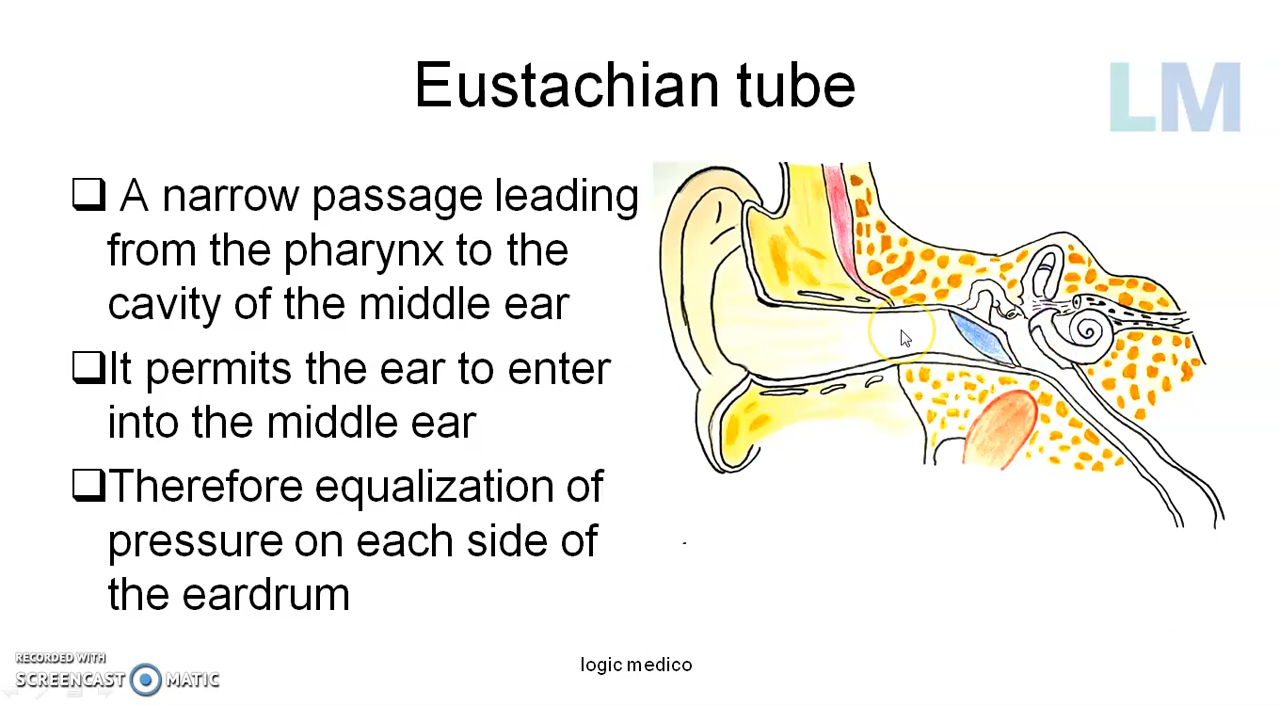 Eustachian tube
LM
❑ A narrow passage leading
from the pharynx to the
cavity of the middle ear
❑It permits the ear to enter
into the middle ear
❑Therefore equalization of
pressure on each side of
the eardrum
logic medico
RECORDED WITH
SCREENCAST MATIC